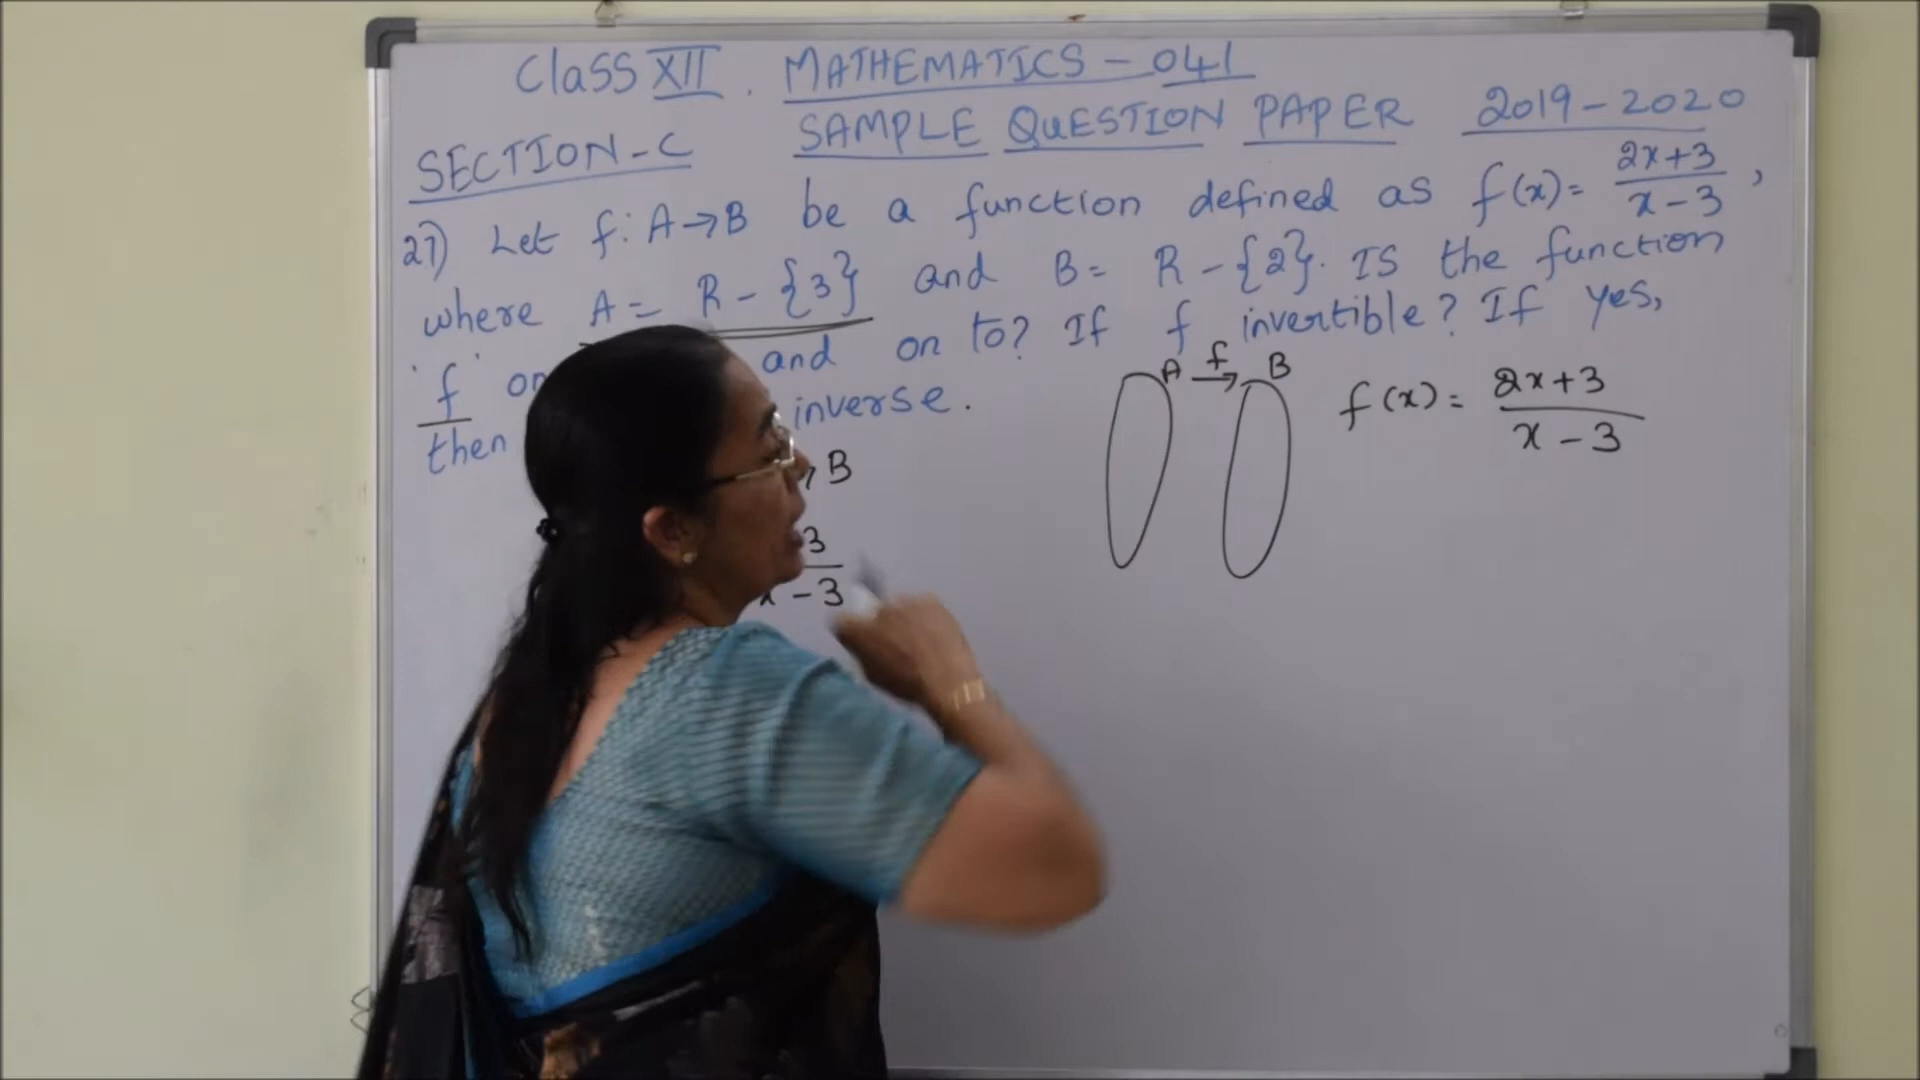 Class XII. MATHEMATICS - 041
SAMPLE QUESTION PAPER 2019-2020
SECTION-C
27) Let f: A→B be a function defined as f(x) = 2x+3 / x-3,
where A = R - {3} and B = R - {2}. IS the function
'f' and on to? If f invertible? If yes,
then inverse.
A f→ B
f(x) = 2x+3 / x-3
B
3
x - 3